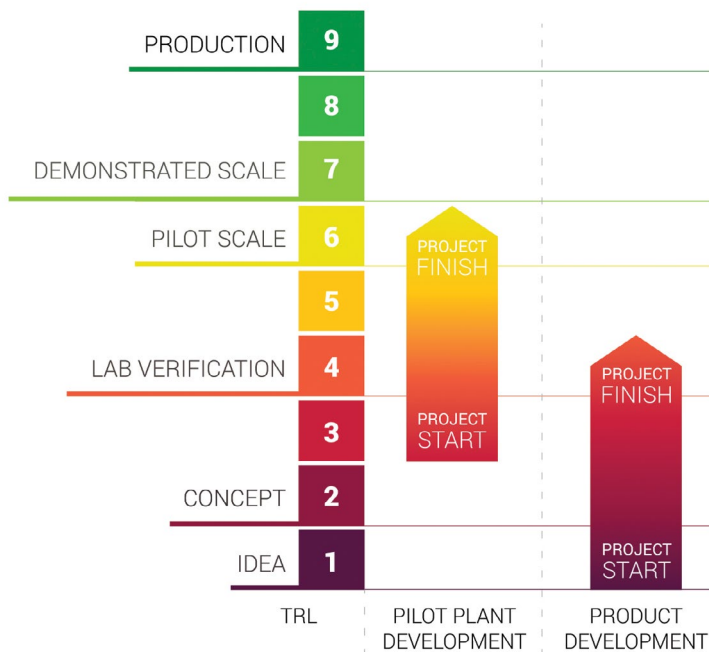 PRODUCTION 9
8
DEMONSTRATED SCALE 7
PILOT SCALE 6
PROJECT
FINISH
5
LAB VERIFICATION 4
PROJECT
FINISH
3
PROJECT
START
CONCEPT 2
IDEA 1
PROJECT
START
TRL
PILOT PLANT
DEVELOPMENT
PRODUCT
DEVELOPMENT